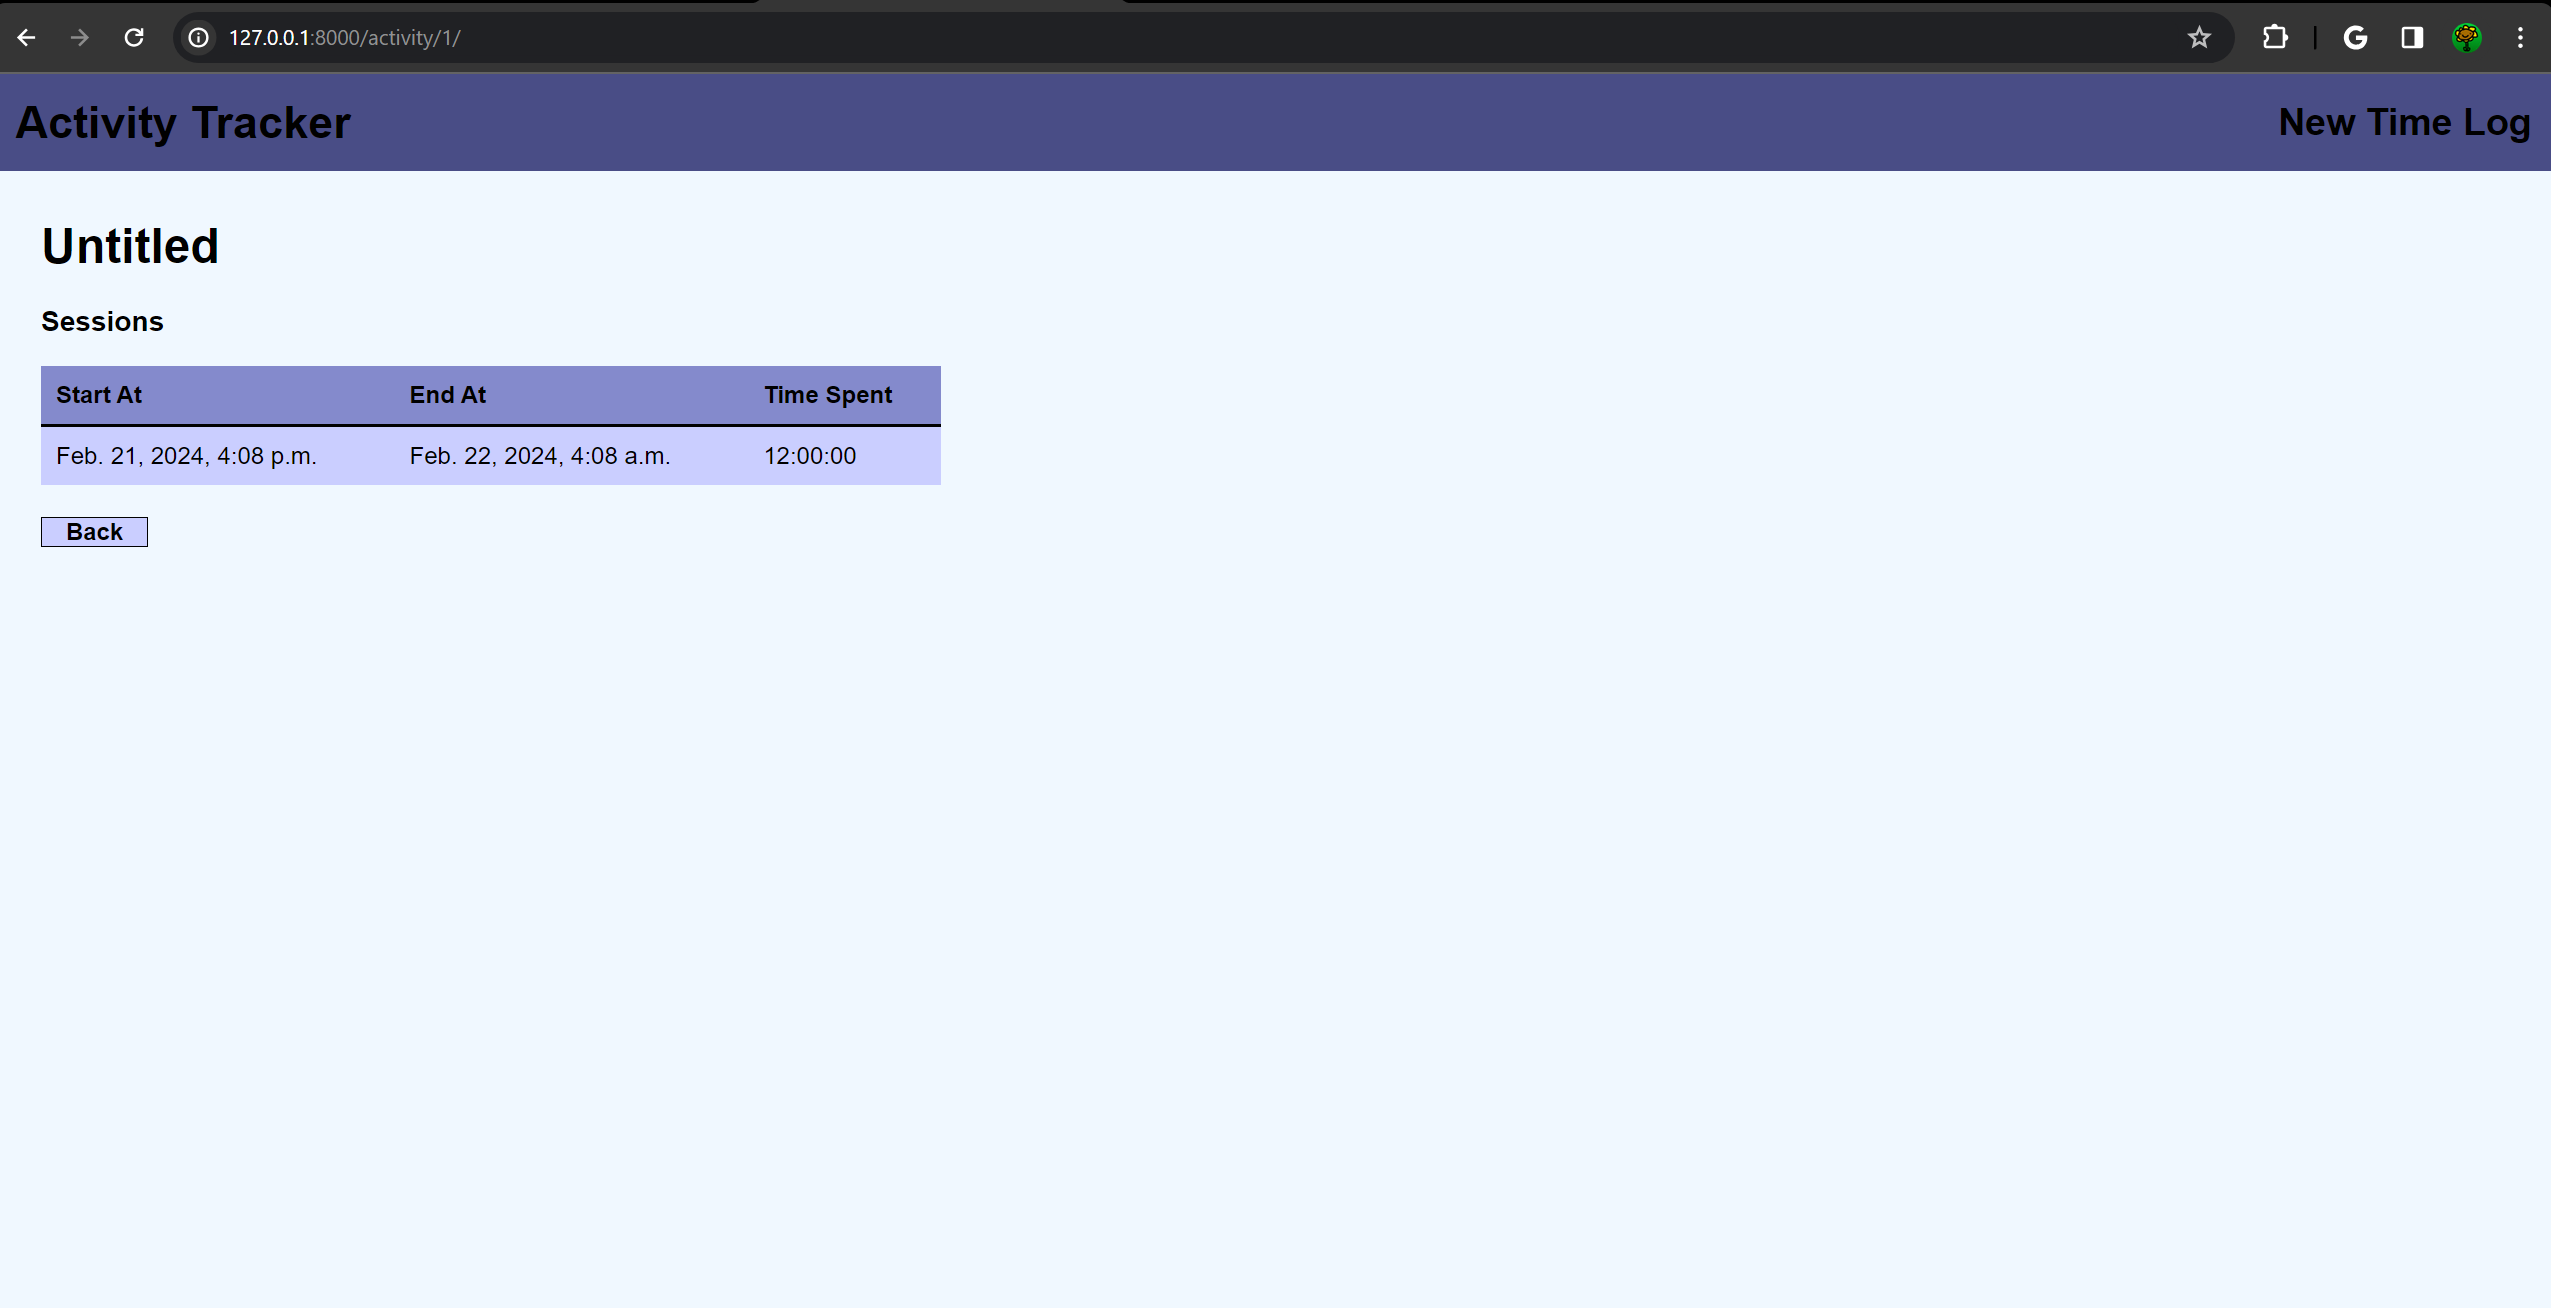 127.0.0.1:8000/activity/1/
Activity Tracker New Time Log
Untitled
Sessions
Start At End At Time Spent
Feb. 21, 2024, 4:08 p.m. Feb. 22, 2024, 4:08 a.m. 12:00:00
Back